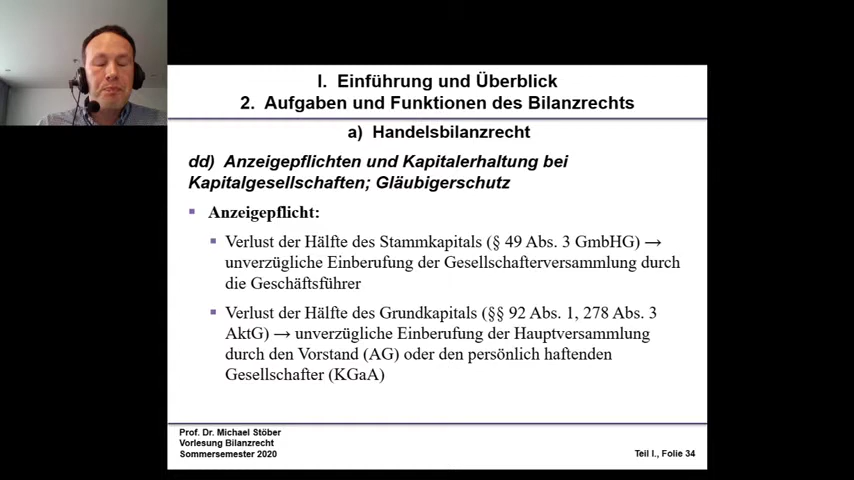 I. Einführung und Überblick
2. Aufgaben und Funktionen des Bilanzrechts
a) Handelsbilanzrecht
dd) Anzeigepflichten und Kapitalerhaltung bei
Kapitalgesellschaften; Gläubigerschutz
▪ Anzeigepflicht:
▪ Verlust der Hälfte des Stammkapitals (§ 49 Abs. 3 GmbHG) →
unverzügliche Einberufung der Gesellschafterversammlung durch
die Geschäftsführer
▪ Verlust der Hälfte des Grundkapitals (§§ 92 Abs. 1, 278 Abs. 3
AktG) → unverzügliche Einberufung der Hauptversammlung
durch den Vorstand (AG) oder den persönlich haftenden
Gesellschafter (KGaA)
Prof. Dr. Michael Stöber
Vorlesung Bilanzrecht
Sommersemester 2020
Teil I., Folie 34